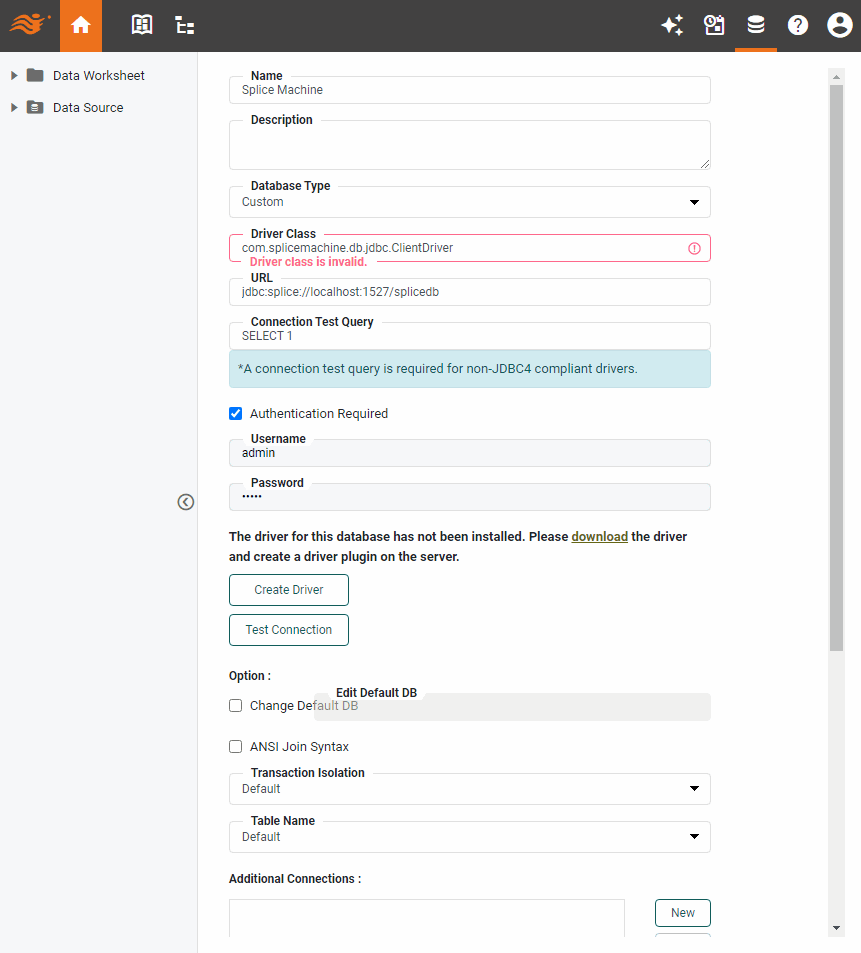 Data Worksheet
Data Source
Name
Splice Machine
Description
Database Type
Custom
Driver Class
com.splicemachine.db.jdbc.ClientDriver
Driver class is invalid.
URL
jdbc:splice://localhost:1527/splicedb
Connection Test Query
SELECT 1
*A connection test query is required for non-JDBC4 compliant drivers.
Authentication Required
Username
admin
Password
•••••
The driver for this database has not been installed. Please download the driver
and create a driver plugin on the server.
Create Driver
Test Connection
Option :
Edit Default DB
Change Default DB
ANSI Join Syntax
Transaction Isolation
Default
Table Name
Default
Additional Connections :
New